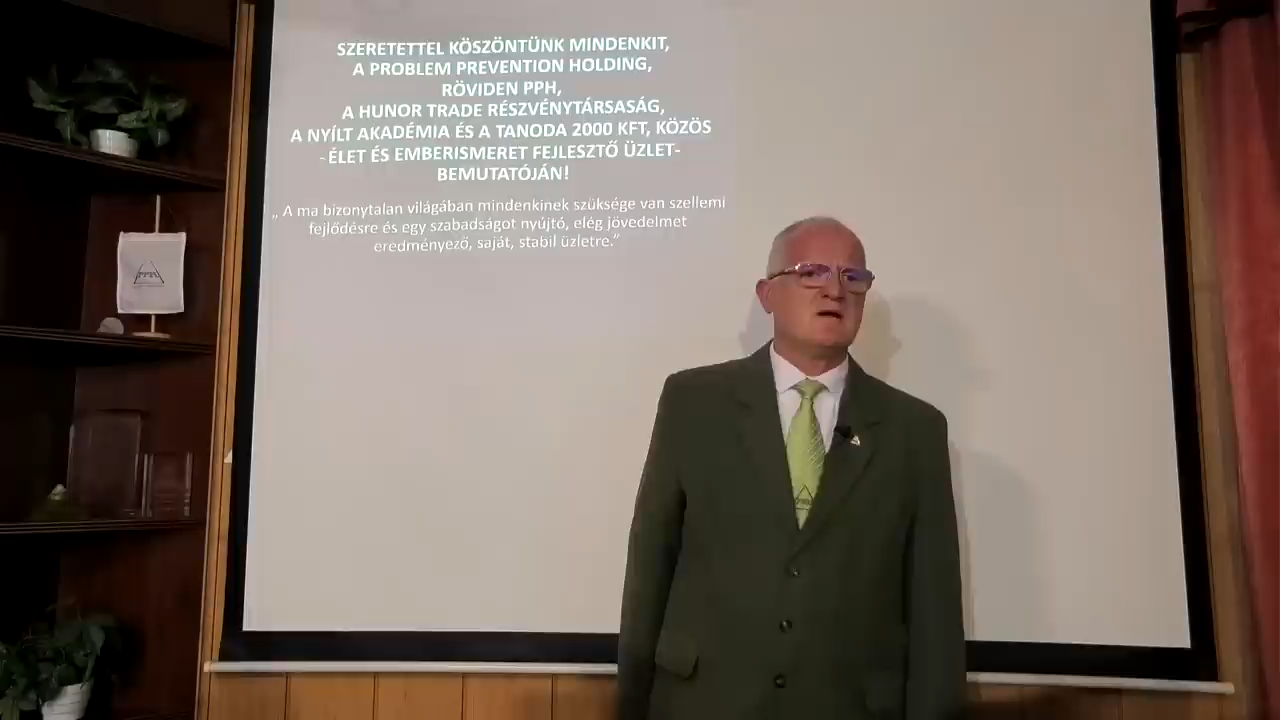 SZERETETTEL KÖSZÖNTÜNK MINDENKIT,
A PROBLEM PREVENTION HOLDING,
RÖVIDEN PPH,
A HUNOR TRADE RÉSZVÉNYTÁRSASÁG,
A NYÍLT AKADÉMIA ÉS A TANODA 2000 KFT, KÖZÖS
-ÉLET ÉS EMBERISMERET FEJLESZTŐ ÜZLET-
BEMUTATÓJÁN!
„ A ma bizonytalan világában mindenkinek szüksége van szellemi
fejlődésre és egy szabadságot nyújtó, elég jövedelmet
eredményező, saját, stabil üzletre.”